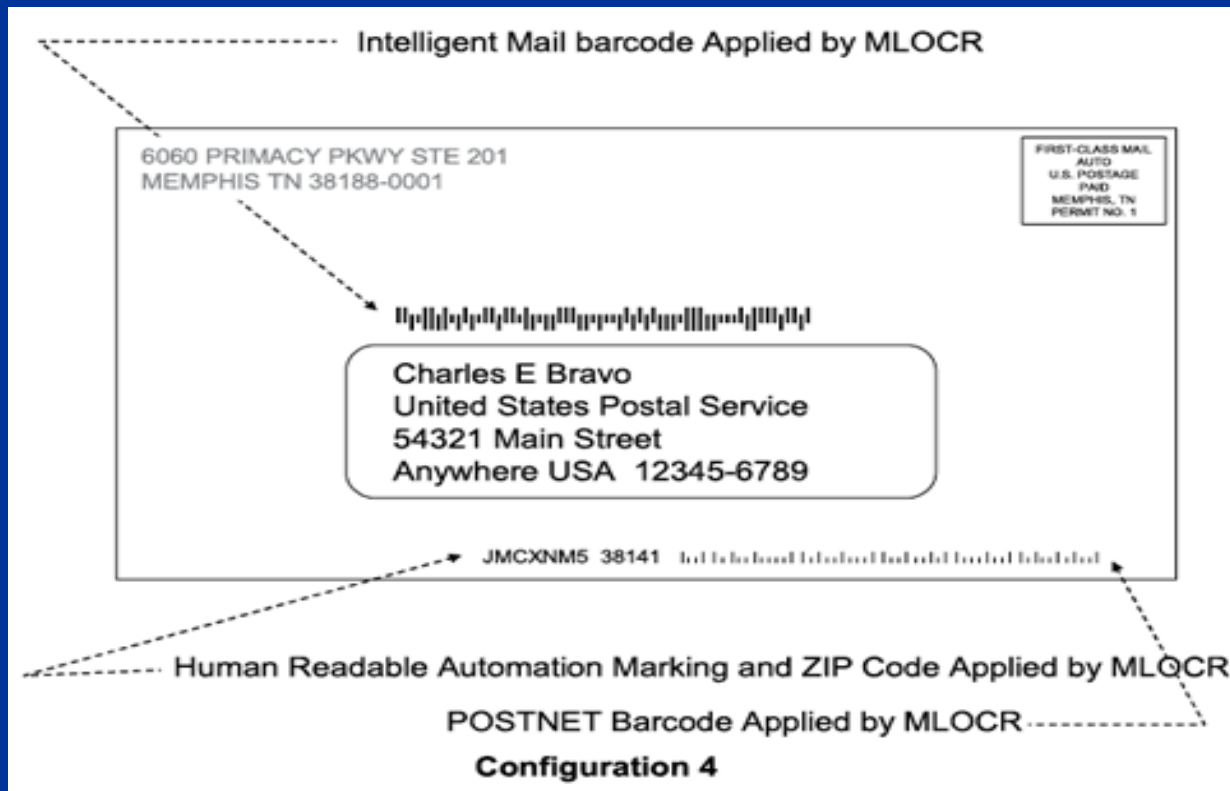 Intelligent Mail barcode Applied by MLOCR
6060 PRIMACY PKWY STE 201
MEMPHIS TN 38188-0001
FIRST-CLASS MAIL
AUTO
U.S. POSTAGE
PAID
MEMPHIS, TN
PERMIT NO. 1
Charles E Bravo
United States Postal Service
54321 Main Street
Anywhere USA 12345-6789
JMCXNM5 38141
Human Readable Automation Marking and ZIP Code Applied by MLOCR
POSTNET Barcode Applied by MLOCR
Configuration 4